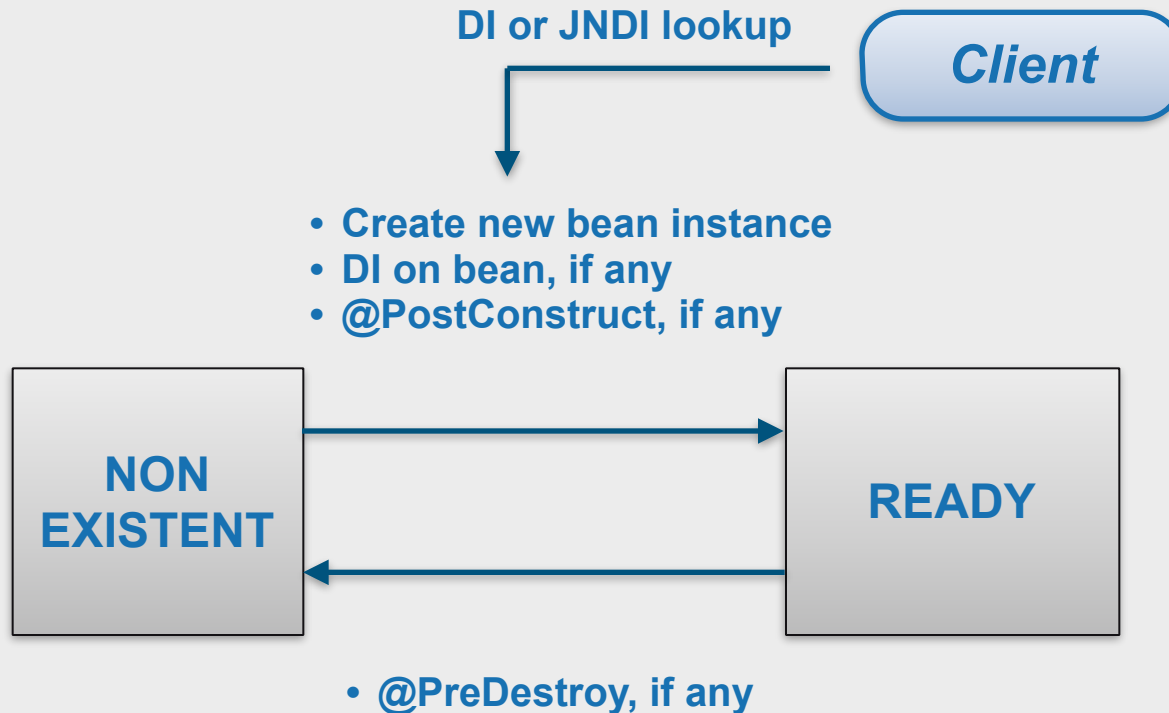 DI or JNDI lookup
Client
• Create new bean instance
• DI on bean, if any
• @PostConstruct, if any
NON
EXISTENT
READY
• @PreDestroy, if any